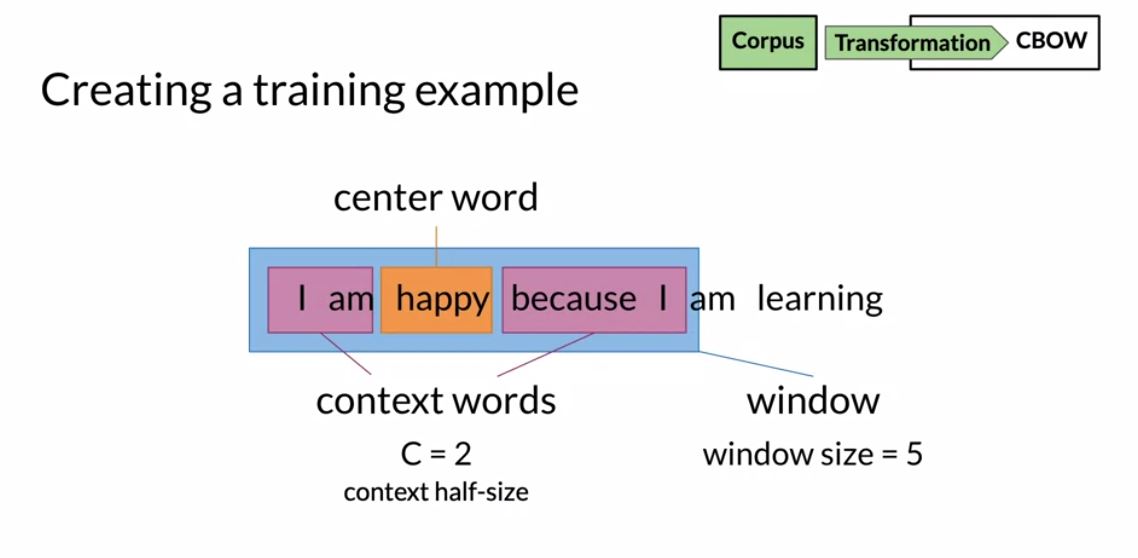 Corpus Transformation CBOW
Creating a training example
center word
I am happy because I am learning
context words window
C = 2 window size = 5
context half-size